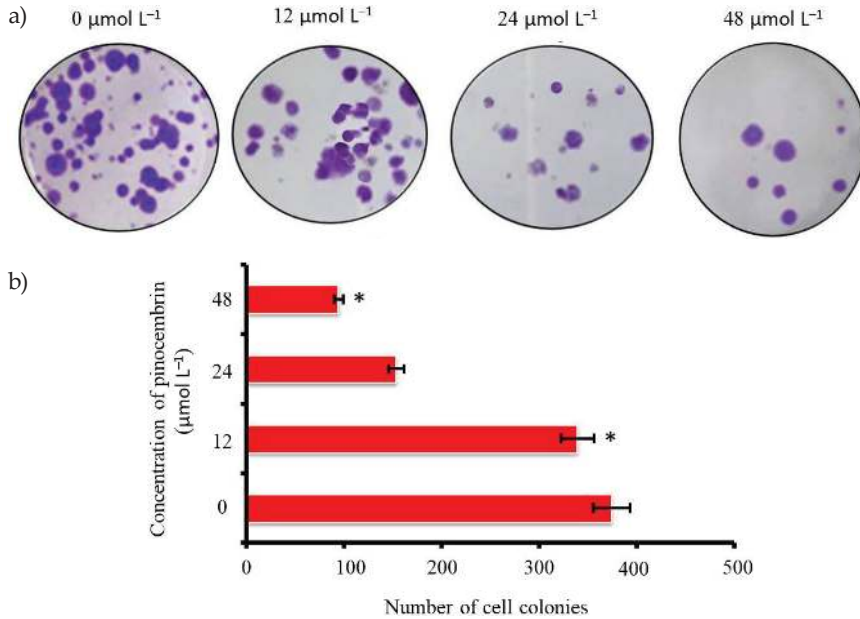 a)
0 µmol L⁻¹ 12 µmol L⁻¹ 24 µmol L⁻¹ 48 µmol L⁻¹
b)
Concentration of pinocembrin
(µmol L⁻¹)
48 *
24
12 *
0
0 100 200 300 400 500
Number of cell colonies